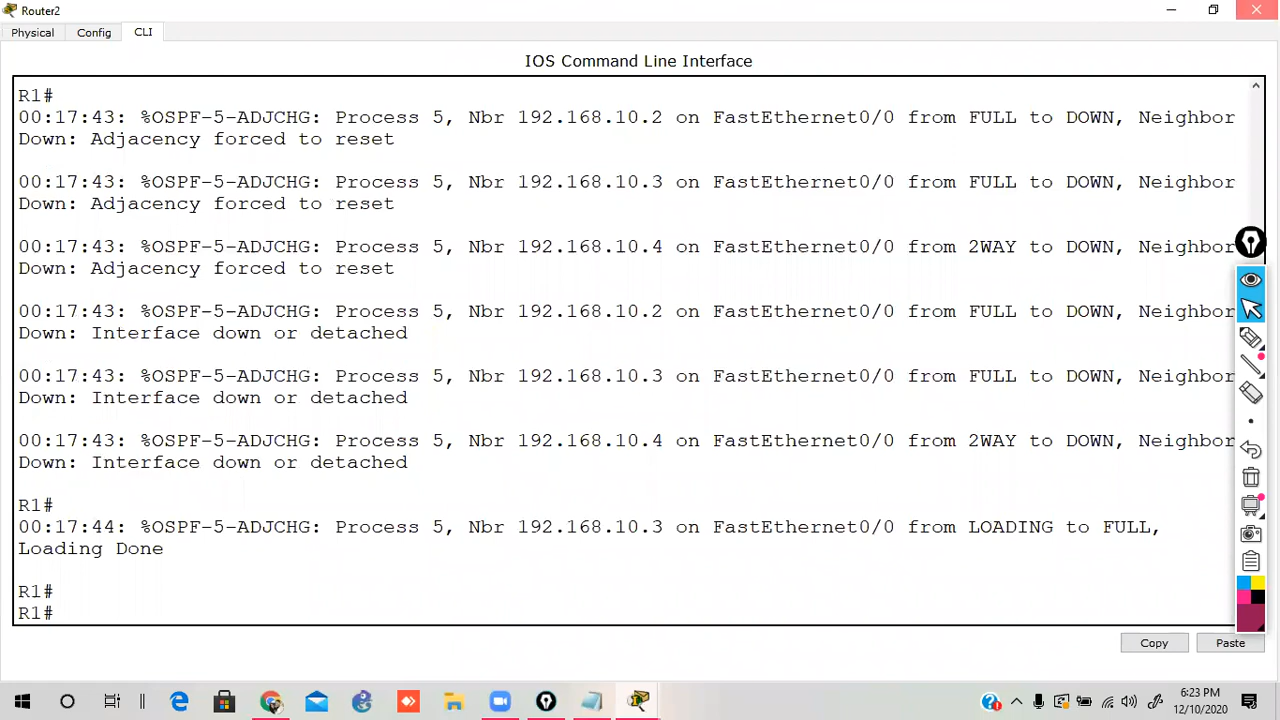 Router2
Physical Config CLI
IOS Command Line Interface
R1#
00:17:43: %OSPF-5-ADJCHG: Process 5, Nbr 192.168.10.2 on FastEthernet0/0 from FULL to DOWN, Neighbor
Down: Adjacency forced to reset
00:17:43: %OSPF-5-ADJCHG: Process 5, Nbr 192.168.10.3 on FastEthernet0/0 from FULL to DOWN, Neighbor
Down: Adjacency forced to reset
00:17:43: %OSPF-5-ADJCHG: Process 5, Nbr 192.168.10.4 on FastEthernet0/0 from 2WAY to DOWN, Neighbor
Down: Adjacency forced to reset
00:17:43: %OSPF-5-ADJCHG: Process 5, Nbr 192.168.10.2 on FastEthernet0/0 from FULL to DOWN, Neighbor
Down: Interface down or detached
00:17:43: %OSPF-5-ADJCHG: Process 5, Nbr 192.168.10.3 on FastEthernet0/0 from FULL to DOWN, Neighbor
Down: Interface down or detached
00:17:43: %OSPF-5-ADJCHG: Process 5, Nbr 192.168.10.4 on FastEthernet0/0 from 2WAY to DOWN, Neighbor
Down: Interface down or detached
R1#
00:17:44: %OSPF-5-ADJCHG: Process 5, Nbr 192.168.10.3 on FastEthernet0/0 from LOADING to FULL,
Loading Done
R1#
R1#
Copy Paste
6:23 PM
12/10/2020